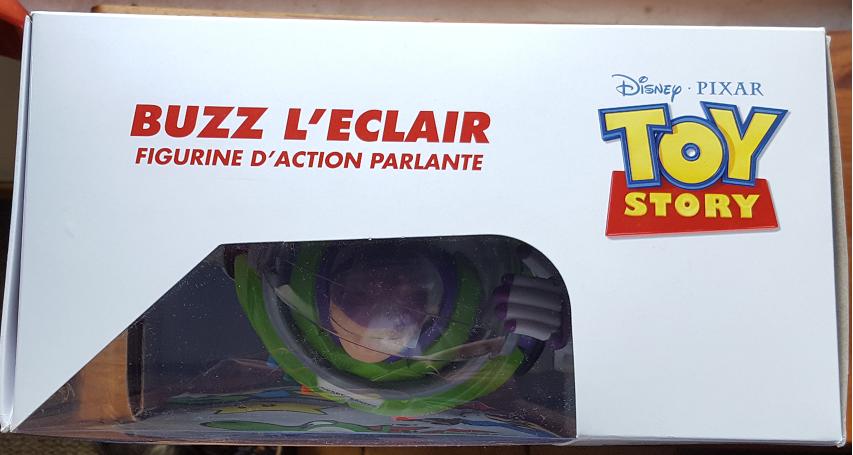 BUZZ L'ECLAIR
FIGURINE D'ACTION PARLANTE
Disney · PIXAR
TOY
STORY